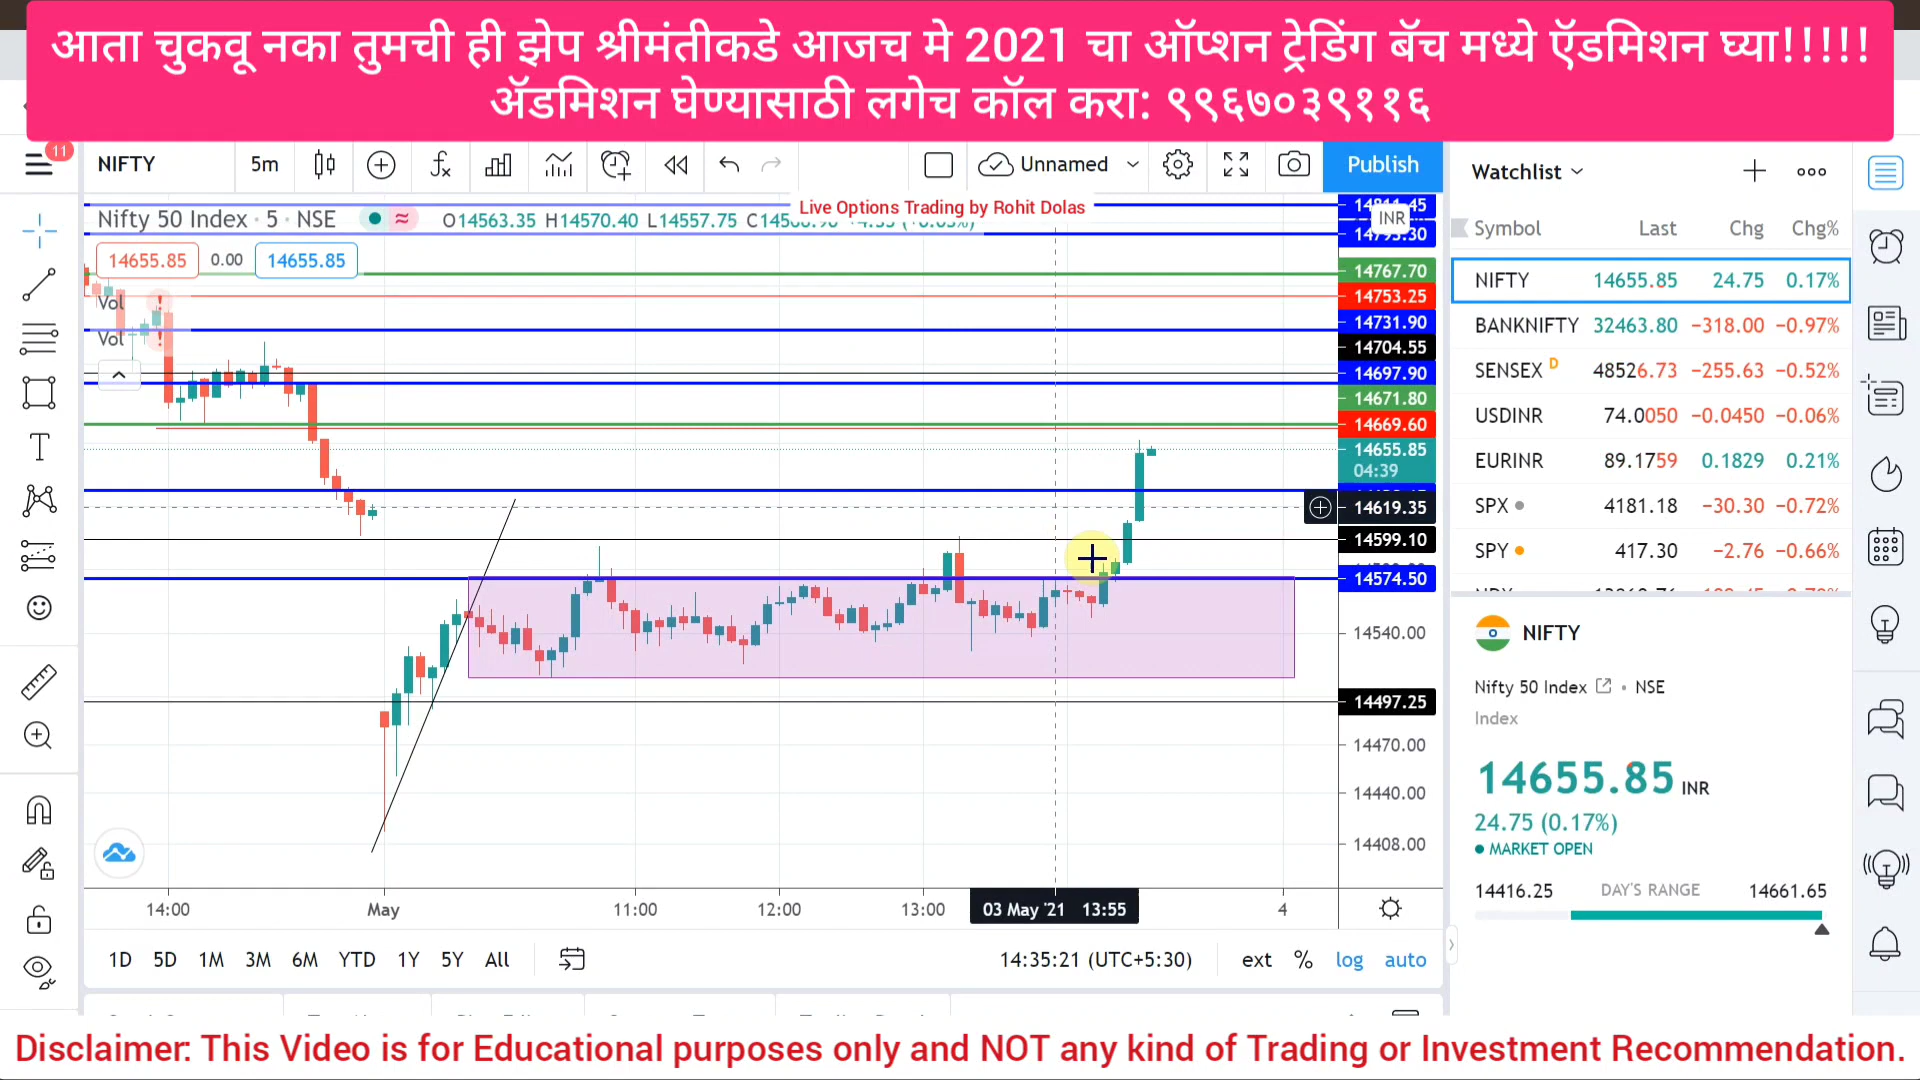 आता चुकवू नका तुमची ही झेप श्रीमंतीकडे आजच मे 2021 चा ऑप्शन ट्रेडिंग बॅच मध्ये ऍडमिशन घ्या!!!!!
अ‍ॅडमिशन घेण्यासाठी लगेच कॉल करा: ९९६७०३९११६
11
NIFTY
5m
Unnamed
Publish
Live Options Trading by Rohit Dolas
Nifty 50 Index · 5 · NSE
O14563.35 H14570.40 L14557.75
14655.85 0.00 14655.85
Vol
Vol
INR
14793.30
14767.70
14753.25
14731.90
14704.55
14697.90
14671.80
14669.60
14655.85
04:39
14619.35
14599.10
14574.50
14540.00
14497.25
14470.00
14440.00
14408.00
14:00 May 11:00 12:00 13:00 03 May '21 13:55 4
1D 5D 1M 3M 6M YTD 1Y 5Y All
14:35:21 (UTC+5:30) ext % log auto
Watchlist
Symbol Last Chg Chg%
NIFTY 14655.85 24.75 0.17%
BANKNIFTY 32463.80 −318.00 −0.97%
SENSEX D 48526.73 −255.63 −0.52%
USDINR 74.0050 −0.0450 −0.06%
EURINR 89.1759 0.1829 0.21%
SPX 4181.18 −30.30 −0.72%
SPY 417.30 −2.76 −0.66%
NIFTY
Nifty 50 Index • NSE
Index
14655.85 INR
24.75 (0.17%)
MARKET OPEN
14416.25 DAY'S RANGE 14661.65
Disclaimer: This Video is for Educational purposes only and NOT any kind of Trading or Investment Recommendation.